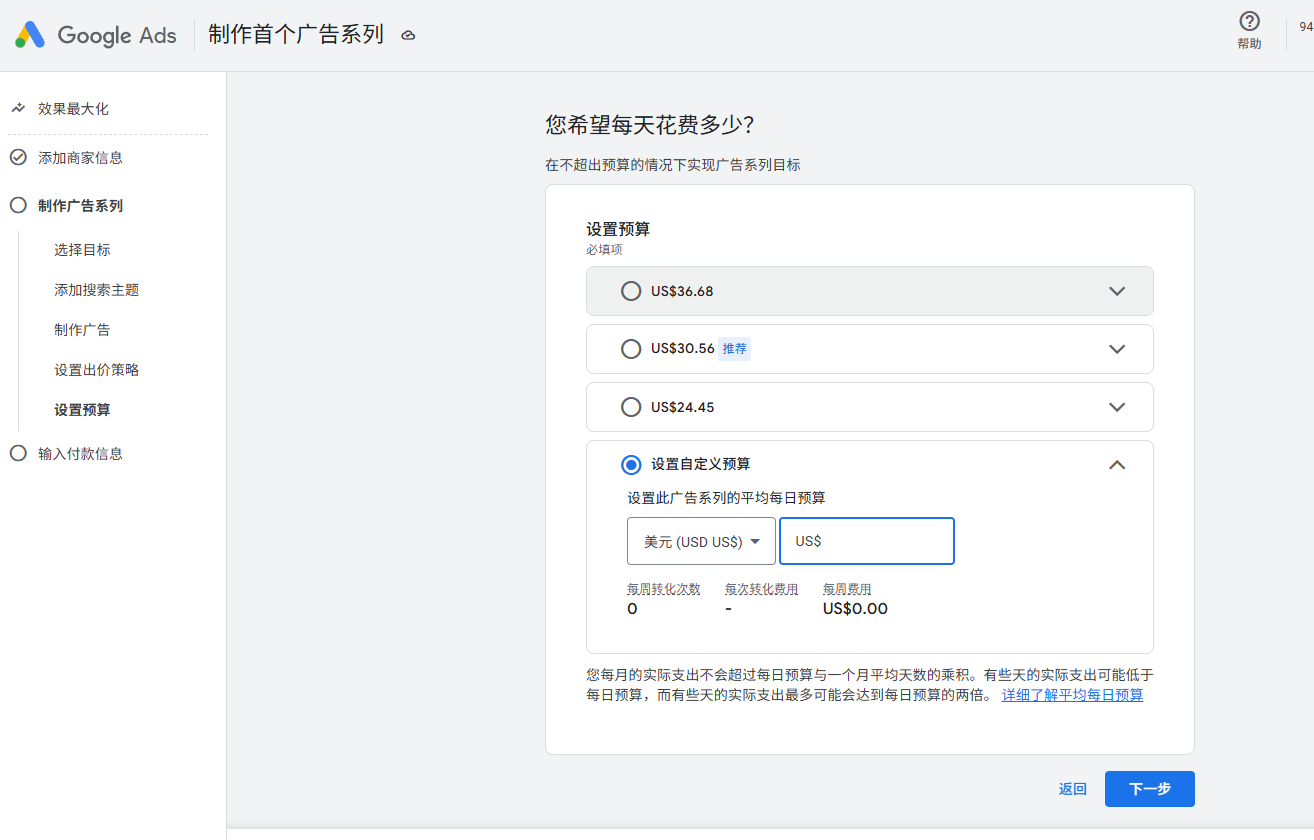 Google Ads
制作首个广告系列
帮助
94
效果最大化
添加商家信息
制作广告系列
选择目标
添加搜索主题
制作广告
设置出价策略
设置预算
输入付款信息
您希望每天花费多少？
在不超出预算的情况下实现广告系列目标
设置预算
必填项
US$36.68
US$30.56 推荐
US$24.45
设置自定义预算
设置此广告系列的平均每日预算
美元 (USD US$)
US$
每周转化次数 每次转化费用 每周费用
0 - US$0.00
您每月的实际支出不会超过每日预算与一个月平均天数的乘积。有些天的实际支出可能低于
每日预算，而有些天的实际支出最多可能会达到每日预算的两倍。 详细了解平均每日预算
返回
下一步